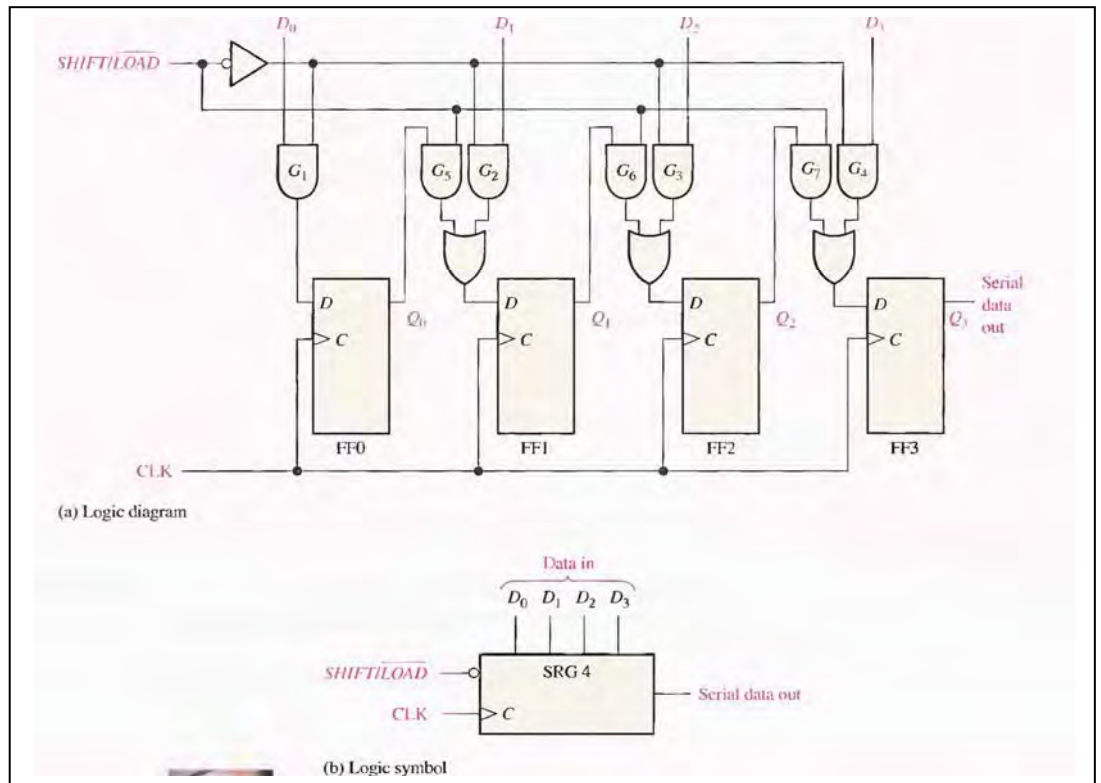 D₀ D₁ D₂ D₃
SHIFT/L̅O̅A̅D̅
G₁ G₅ G₂ G₆ G₃ G₇ G₄
D D D D
Q₀ Q₁ Q₂ Q₃
Serial
data
out
C C C C
FF0 FF1 FF2 FF3
CLK
(a) Logic diagram
Data in
D₀ D₁ D₂ D₃
SHIFT/L̅O̅A̅D̅
SRG 4
Serial data out
CLK
C
(b) Logic symbol